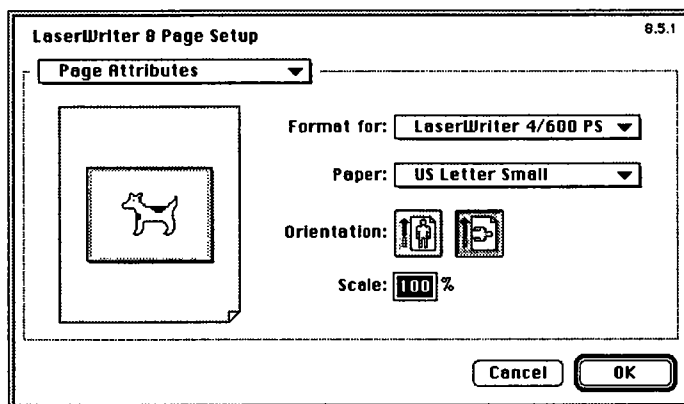 LaserWriter 8 Page Setup
8.5.1
Page Attributes
Format for: LaserWriter 4/600 PS
Paper: US Letter Small
Orientation:
Scale: 100 %
Cancel OK